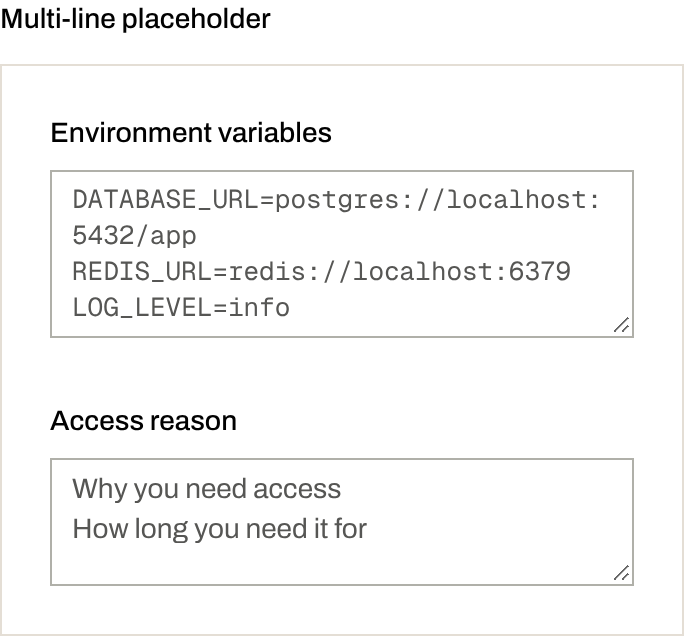 Multi-line placeholder
Environment variables
DATABASE_URL=postgres://localhost:
5432/app
REDIS_URL=redis://localhost:6379
LOG_LEVEL=info
Access reason
Why you need access
How long you need it for